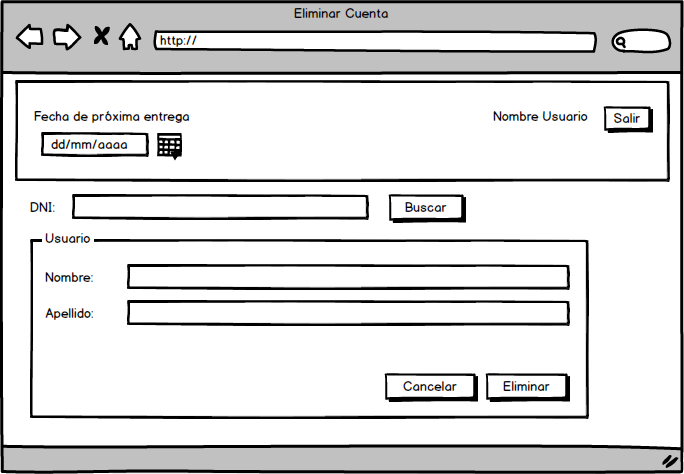 Eliminar Cuenta
http://
Fecha de próxima entrega
Nombre Usuario
Salir
dd/mm/aaaa
DNI:
Buscar
Usuario
Nombre:
Apellido:
Cancelar
Eliminar